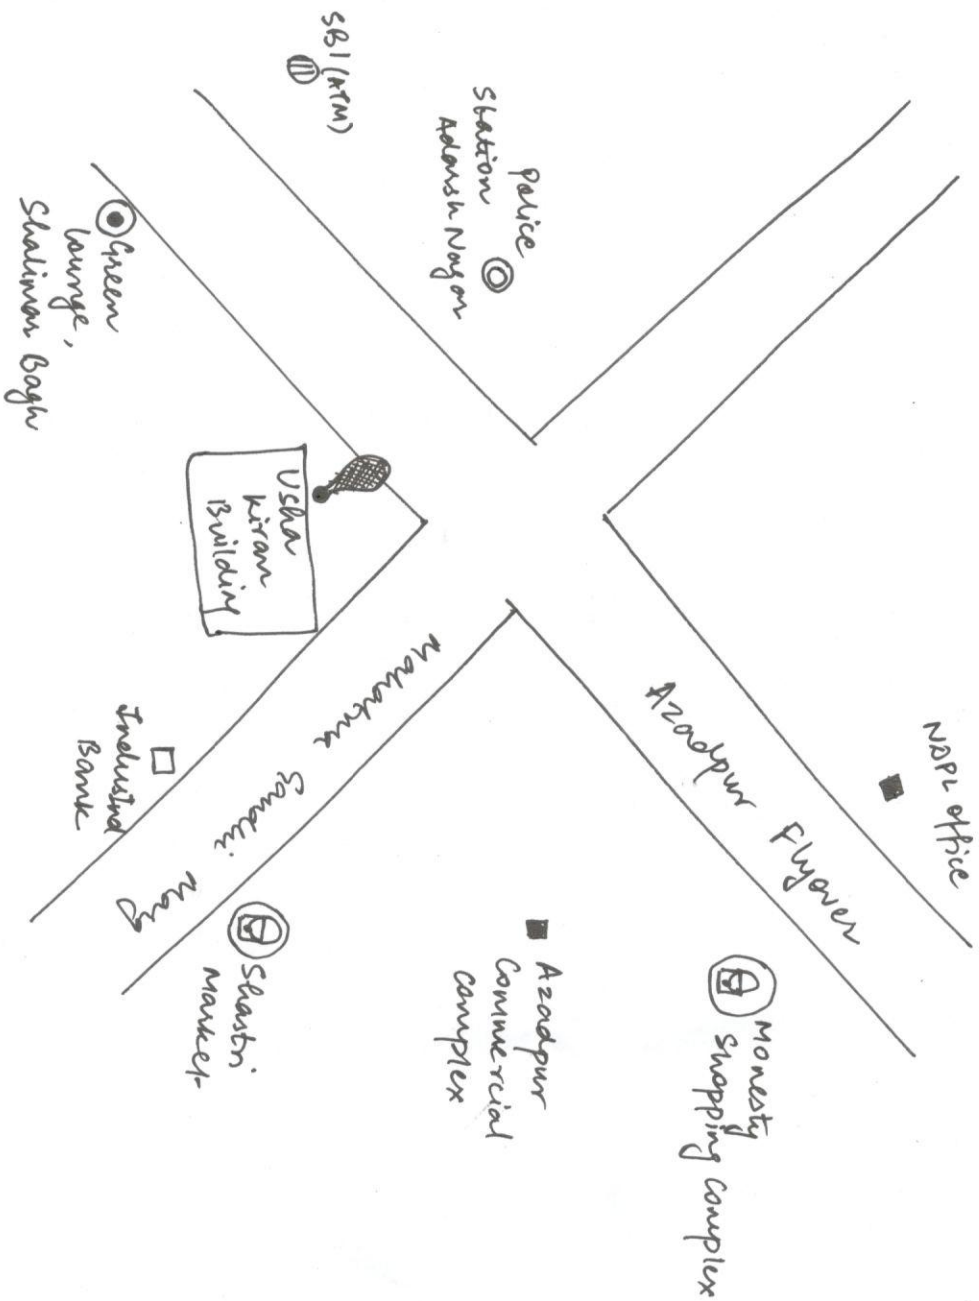 NDPL office
Azadpur Flyover
Monesty
Shopping Complex
Azadpur
Commercial
Complex
Police
Station
Adarsh Nagar
SBI (ATM)
Mahatma Gandhi Marg
Usha
Kiran
Building
Shastri
Market
Green
Lounge,
Shalimar Bagh
IndusInd
Bank